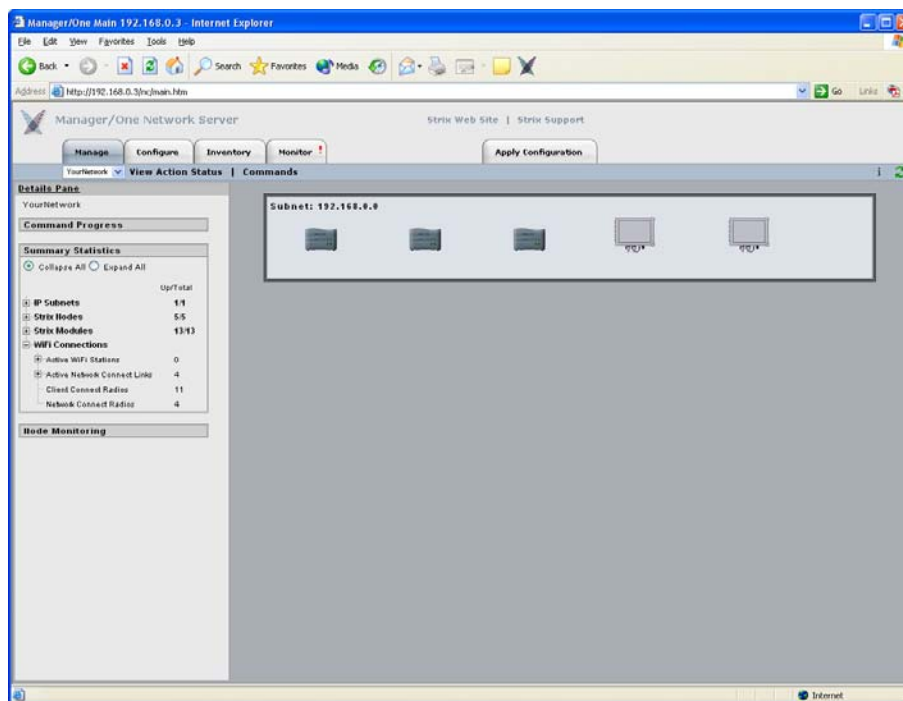 Manager/One Main 192.168.0.3 - Internet Explorer
File Edit View Favorites Tools Help
Back Search Favorites Media
Address http://192.168.0.3/nc/main.htm Go Links
Manager/One Network Server Strix Web Site | Strix Support
Manage Configure Inventory Monitor ! Apply Configuration
YourNetwork View Action Status | Commands i
Details Pane
YourNetwork
Command Progress
Summary Statistics
Collapse All Expand All
Up/Total
IP Subnets 1/1
Strix Nodes 5/5
Strix Modules 13/13
WiFi Connections
Active WiFi Stations 0
Active Network Connect Links 4
Client Connect Radios 11
Network Connect Radios 4
Node Monitoring
Subnet: 192.168.0.0
Internet